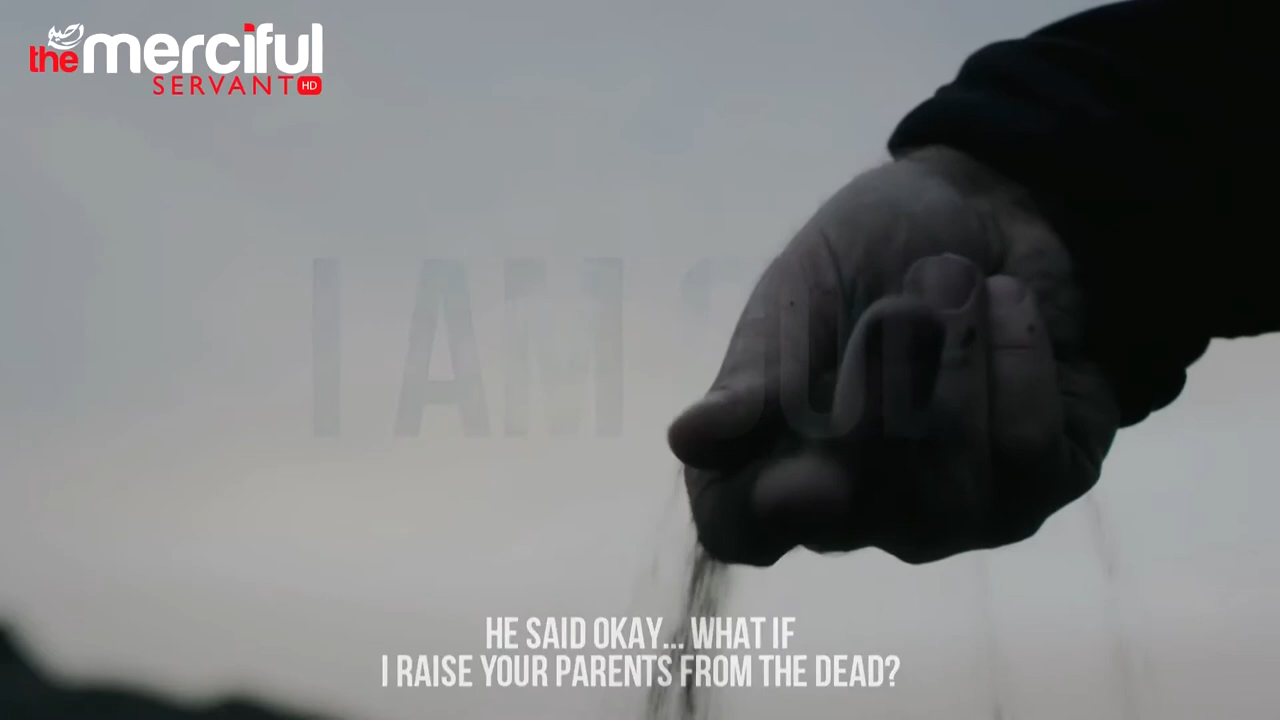 the merciful
SERVANT HD
I AM
HE SAID OKAY... WHAT IF
I RAISE YOUR PARENTS FROM THE DEAD?